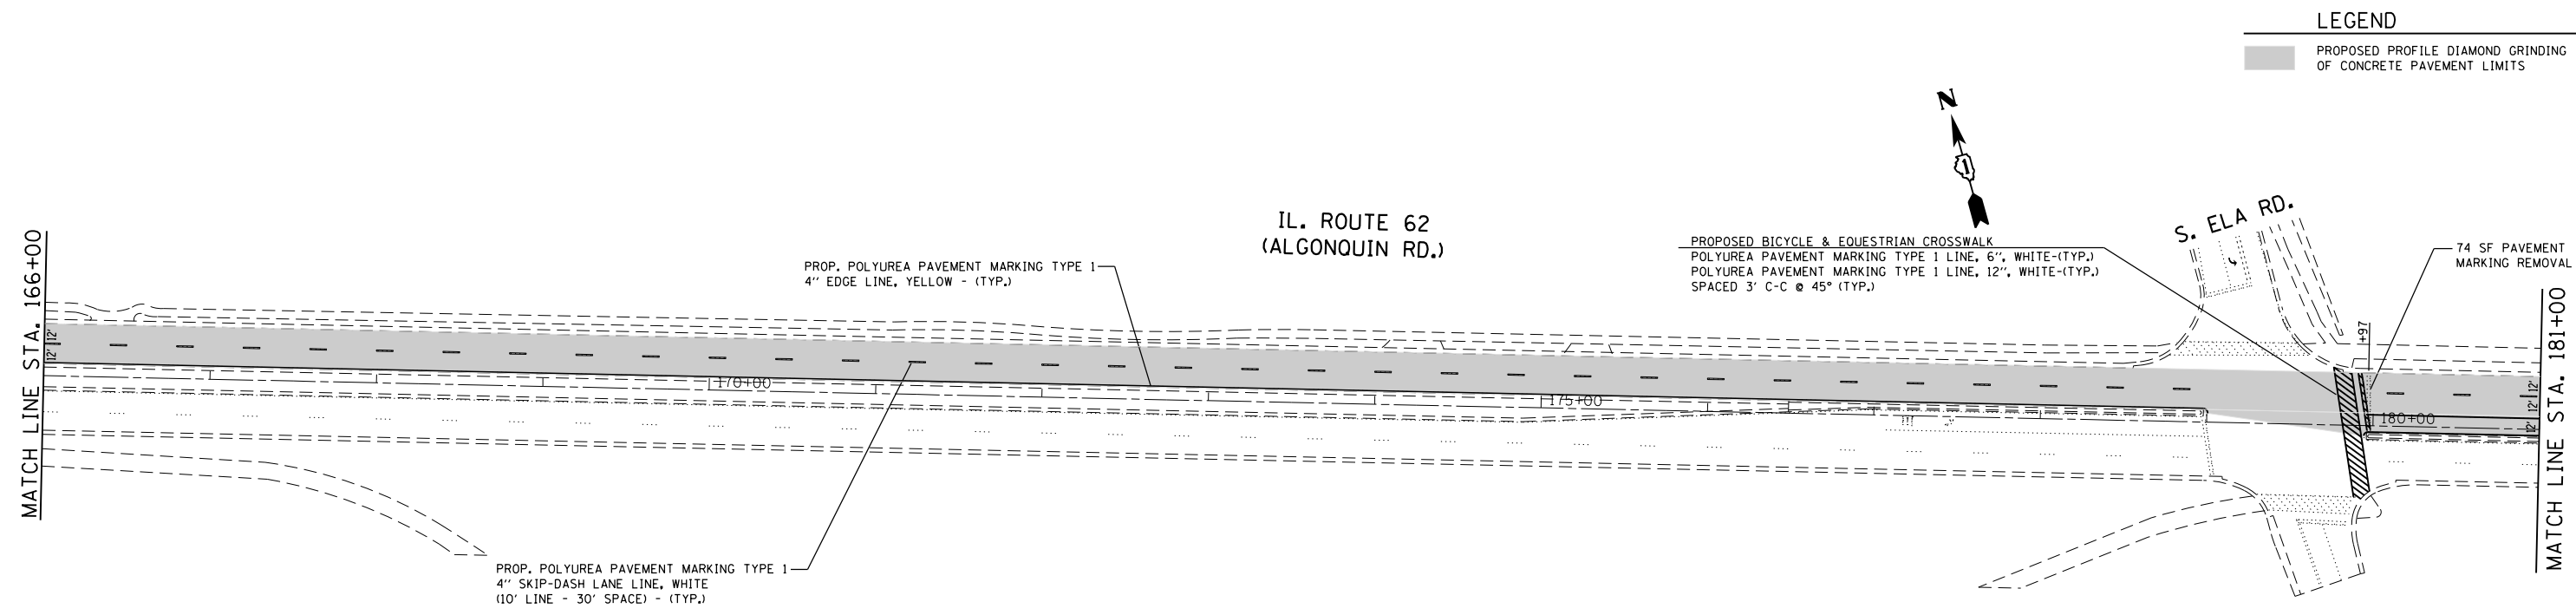 LEGEND
PROPOSED PROFILE DIAMOND GRINDING
OF CONCRETE PAVEMENT LIMITS
N
1
IL. ROUTE 62
(ALGONQUIN RD.)
S. ELA RD.
MATCH LINE STA. 166+00
PROP. POLYUREA PAVEMENT MARKING TYPE 1
4'' EDGE LINE, YELLOW - (TYP.)
PROPOSED BICYCLE & EQUESTRIAN CROSSWALK
POLYUREA PAVEMENT MARKING TYPE 1 LINE, 6'', WHITE-(TYP.)
POLYUREA PAVEMENT MARKING TYPE 1 LINE, 12'', WHITE-(TYP.)
SPACED 3' C-C @ 45° (TYP.)
74 SF PAVEMENT
MARKING REMOVAL
+97
MATCH LINE STA. 181+00
12'
12'
170+00
175+00
180+00
12'
12'
12'
PROP. POLYUREA PAVEMENT MARKING TYPE 1
4'' SKIP-DASH LANE LINE, WHITE
(10' LINE - 30' SPACE) - (TYP.)